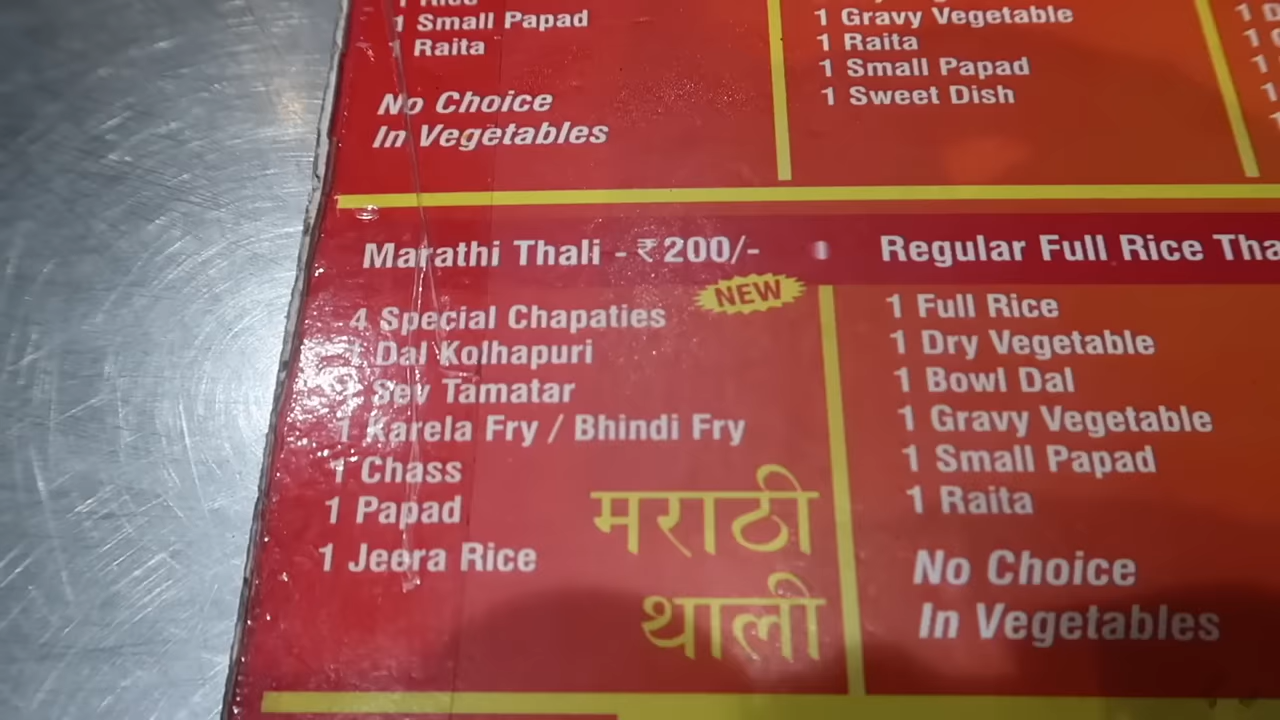 1 Small Papad
Raita
No Choice
In Vegetables
1 Gravy Vegetable
1 Raita
1 Small Papad
1 Sweet Dish
Marathi Thali - ₹ 200/-
NEW
4 Special Chapaties
1 Dal Kolhapuri
1 Sev Tamatar
1 Karela Fry / Bhindi Fry
1 Chass
1 Papad
1 Jeera Rice
मराठी
थाली
Regular Full Rice
1 Full Rice
1 Dry Vegetable
1 Bowl Dal
1 Gravy Vegetable
1 Small Papad
1 Raita
No Choice
In Vegetables